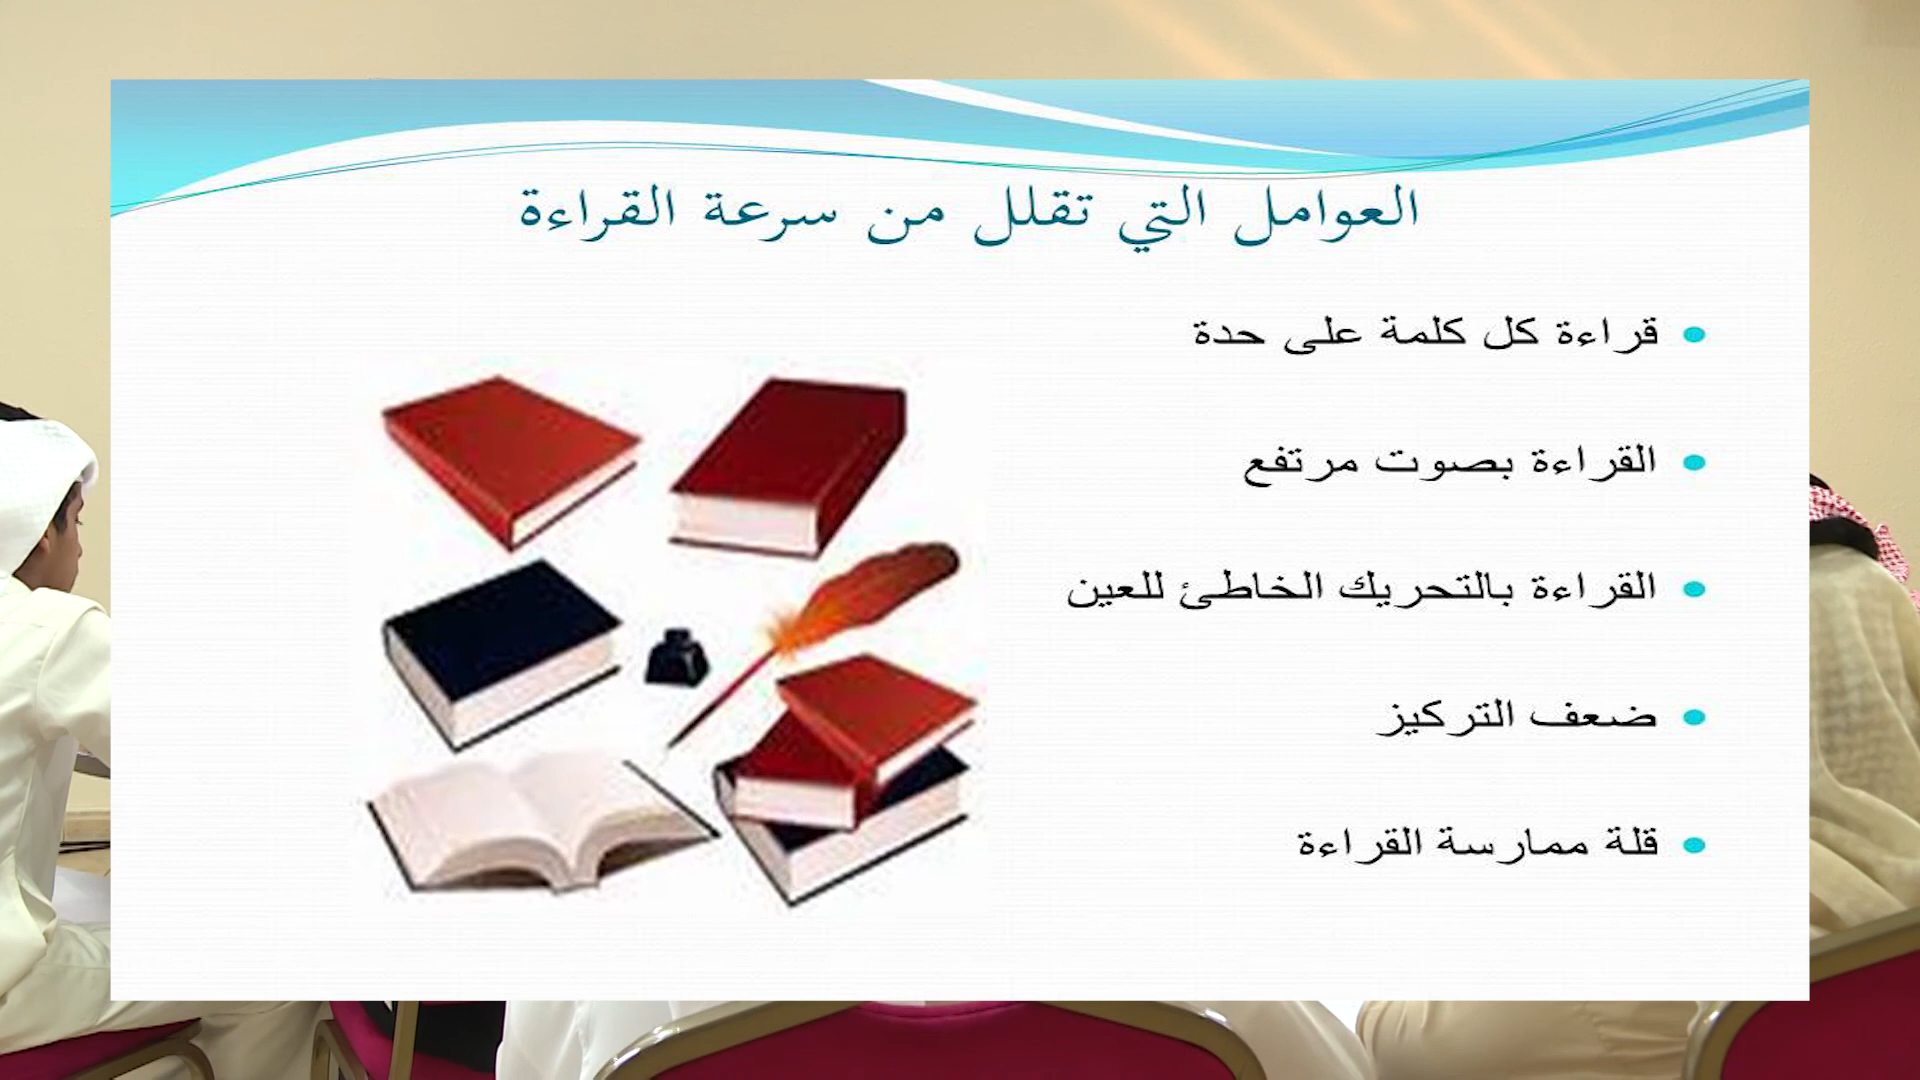 العوامل التي تقلل من سرعة القراءة
قراءة كل كلمة على حدة
القراءة بصوت مرتفع
القراءة بالتحريك الخاطئ للعين
ضعف التركيز
قلة ممارسة القراءة